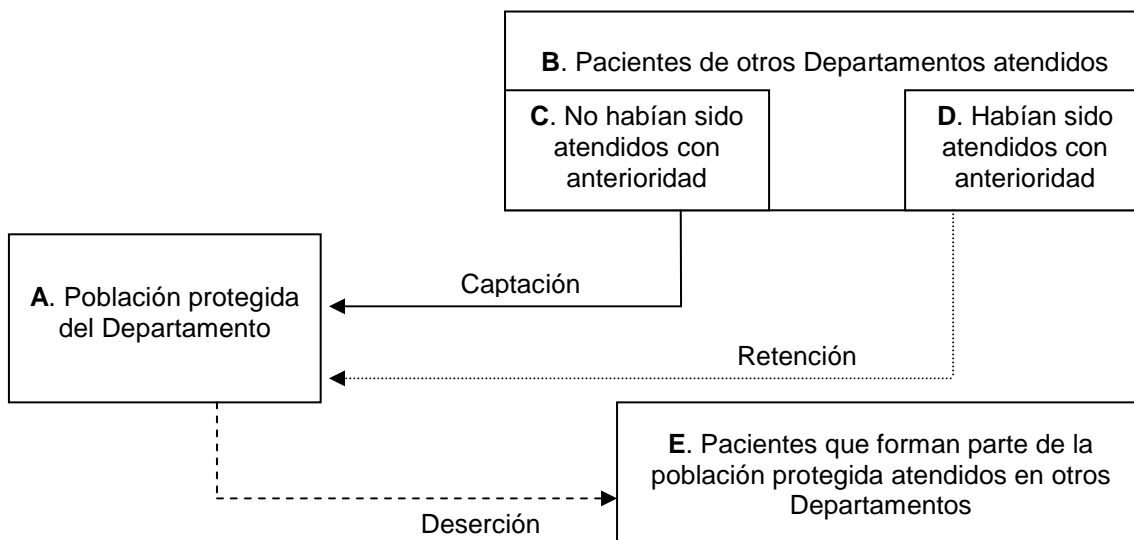 B. Pacientes de otros Departamentos atendidos
C. No habían sido
atendidos con
anterioridad
D. Habían sido
atendidos con
anterioridad
A. Población protegida
del Departamento
Captación
Retención
E. Pacientes que forman parte de la
población protegida atendidos en otros
Departamentos
Deserción